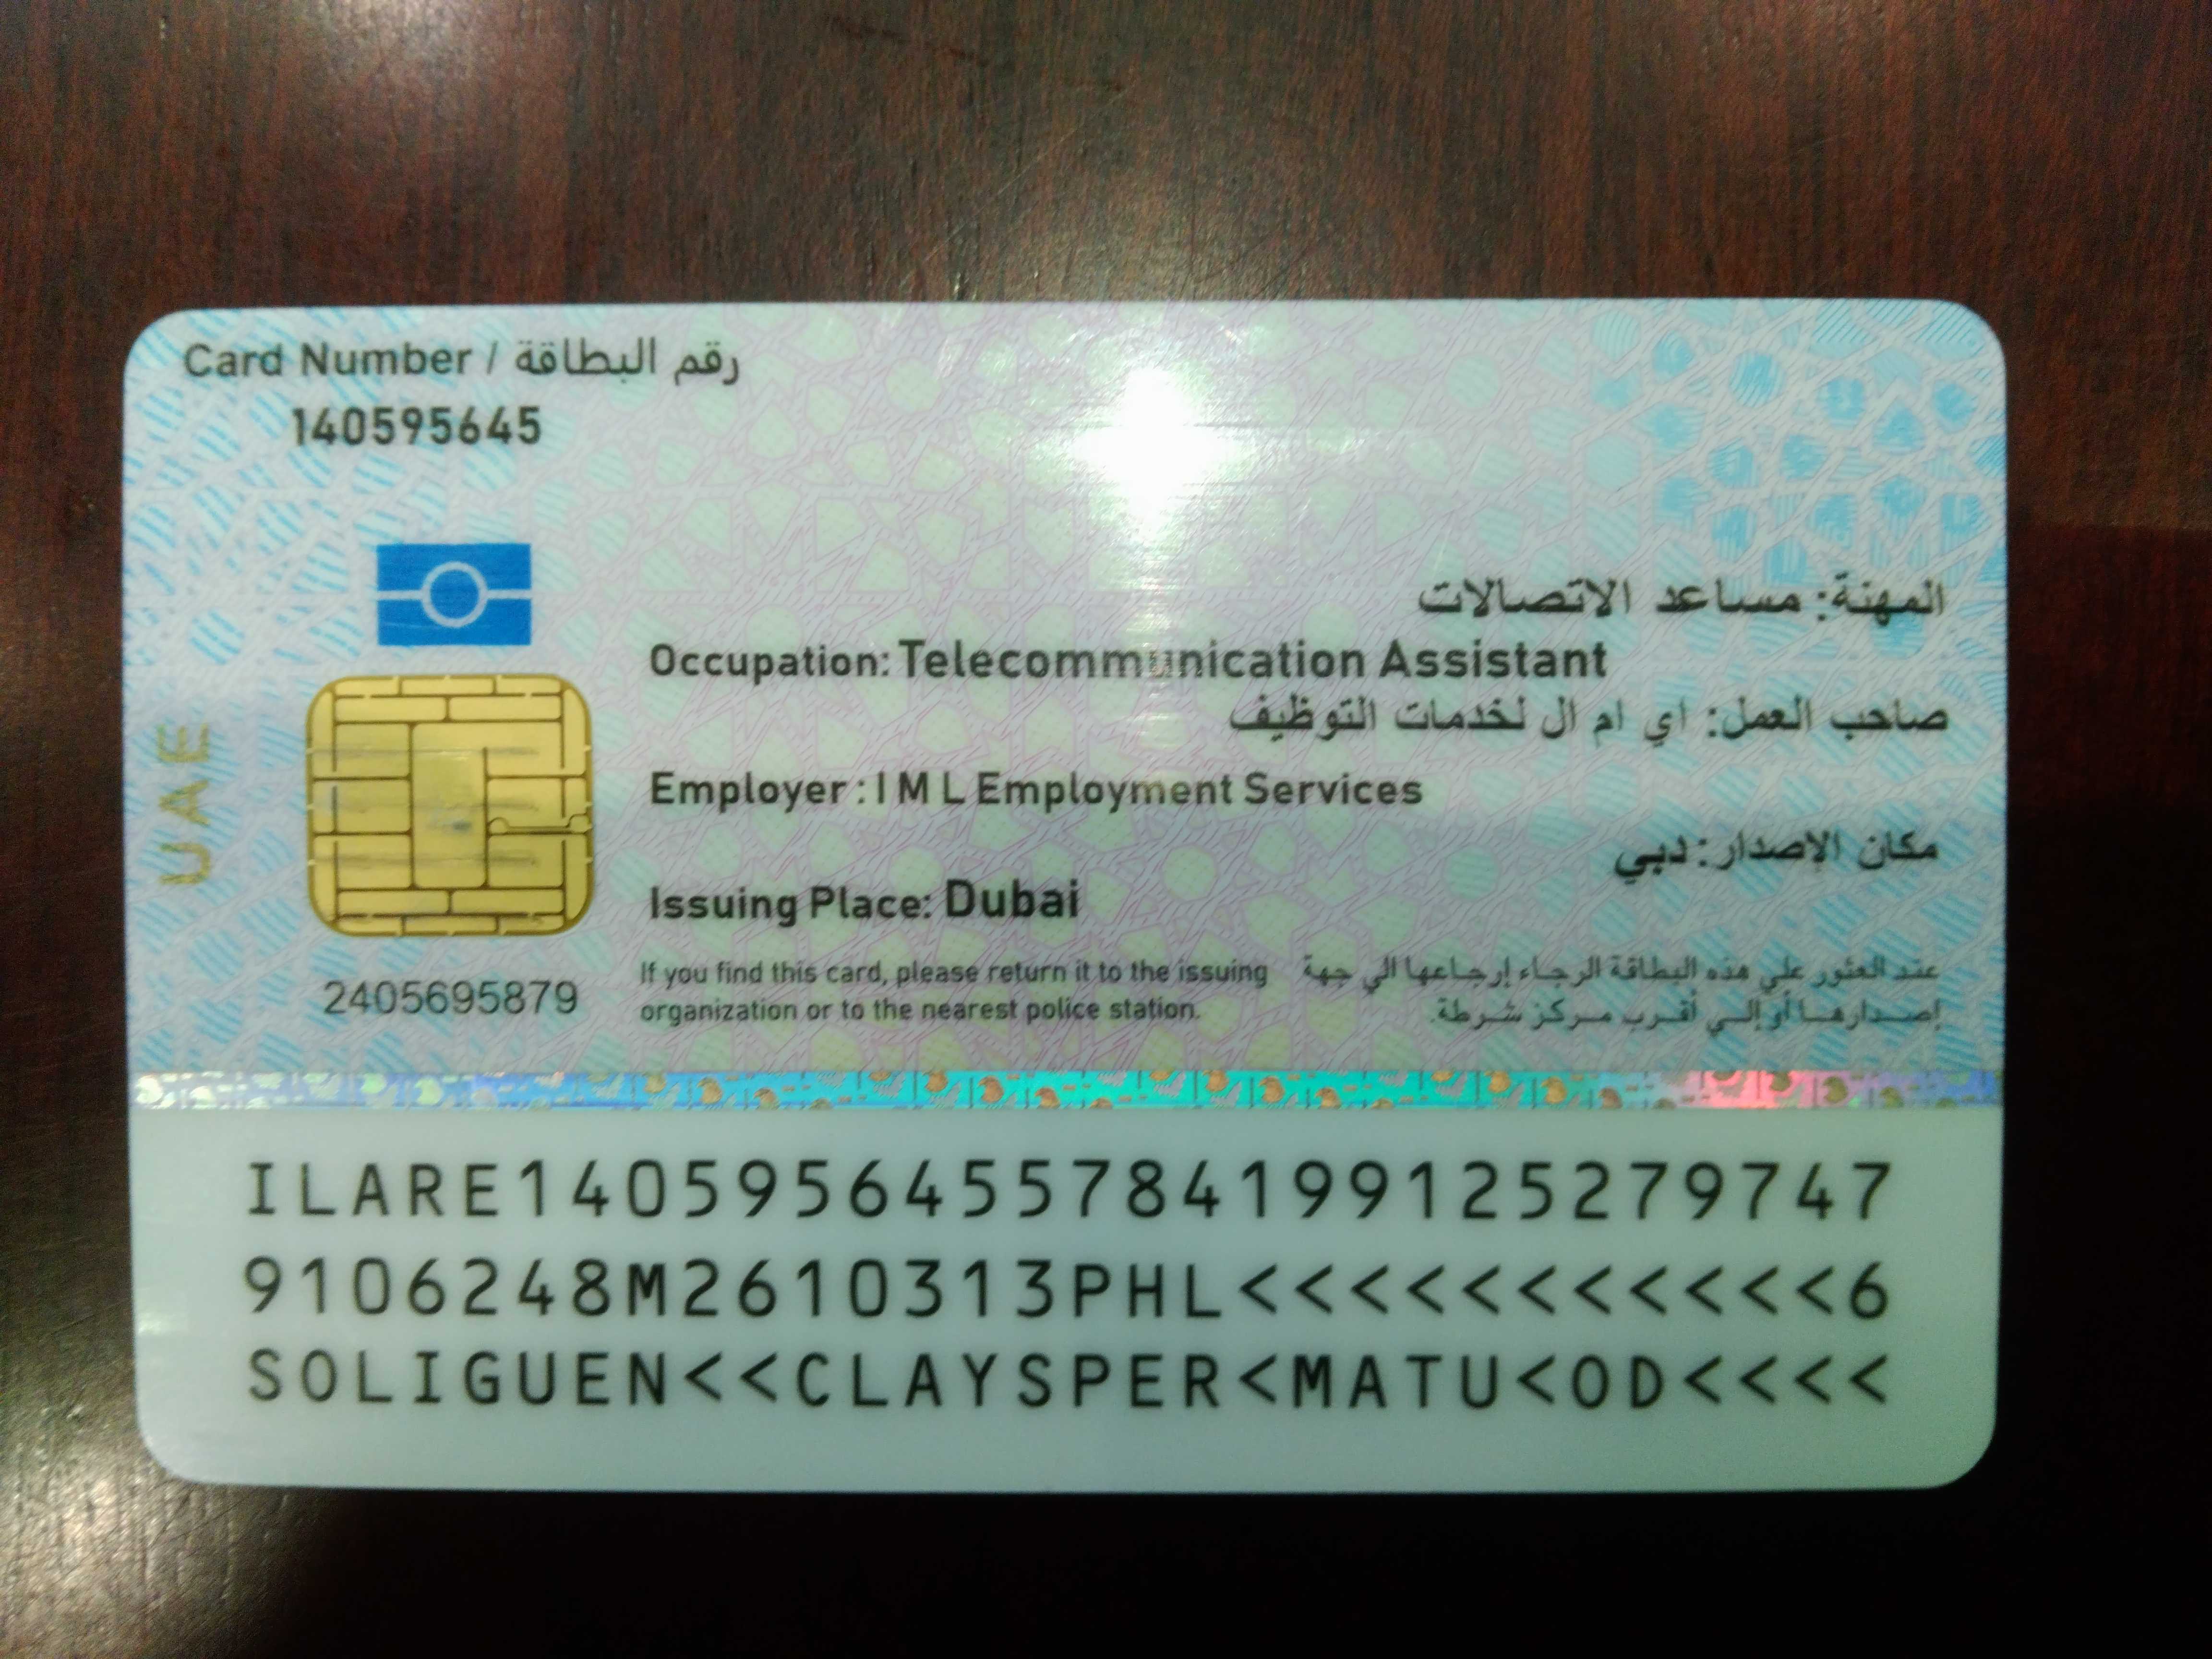 Card Number / رقم البطاقة
140595645
المهنة: مساعد الاتصالات
Occupation: Telecommunication Assistant
صاحب العمل: اي ام ال لخدمات التوظيف
Employer : I M L Employment Services
مكان الإصدار: دبي
Issuing Place: Dubai
UAE
2405695879
If you find this card, please return it to the issuing
organization or to the nearest police station.
عند العثور علي هذه البطاقة الرجاء إرجاعها الي جهة
إصدارها أو إلي أقرب مركز شرطة.
ILARE1405956455784199125279747
9106248M2610313PHL<<<<<<<<<<<6
SOLIGUEN<<CLAYSPER<MATU<OD<<<<